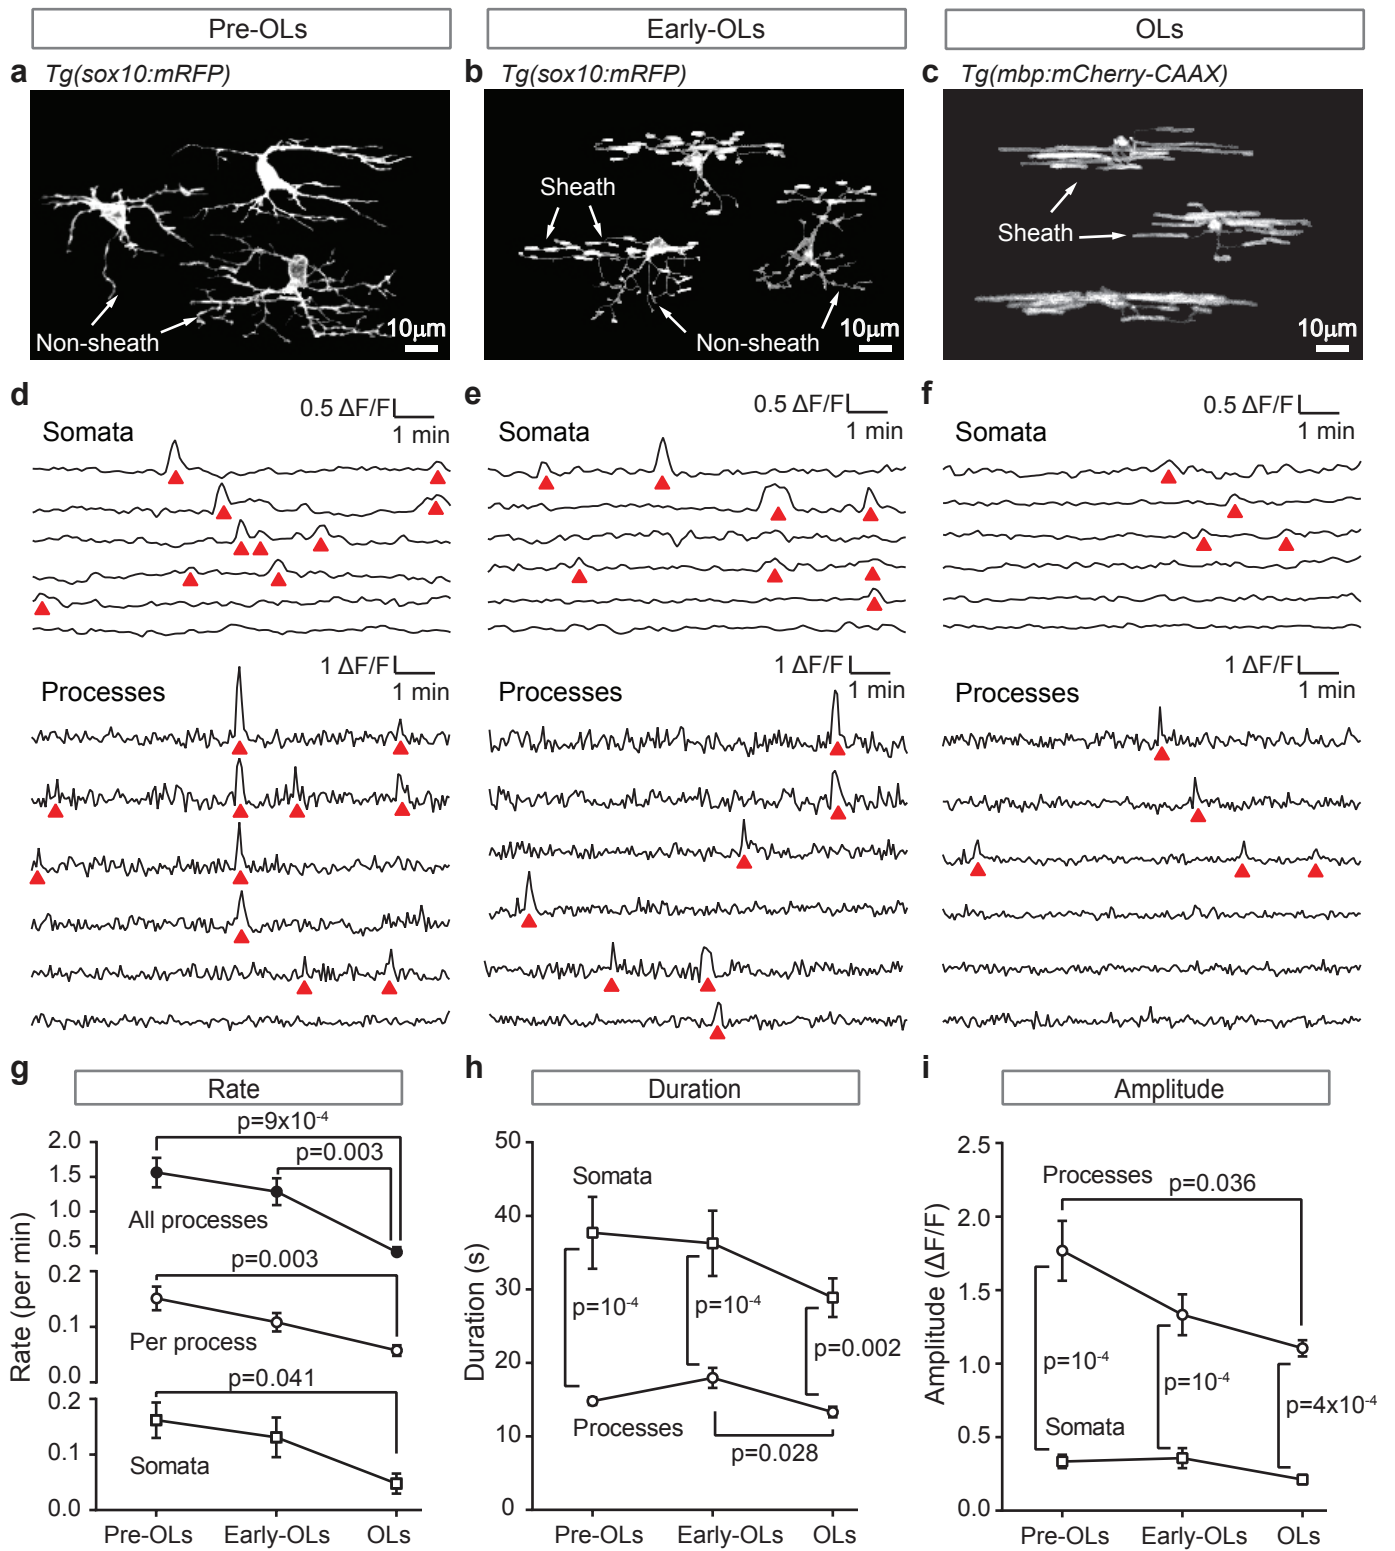 Pre-OLs
Early-OLs
OLs
a Tg(sox10:mRFP)
b Tg(sox10:mRFP)
c Tg(mbp:mCherry-CAAX)
Non-sheath
10μm
Sheath
Non-sheath
10μm
Sheath
10μm
d
0.5 ΔF/F
1 min
Somata
1 ΔF/F
1 min
Processes
e
0.5 ΔF/F
1 min
Somata
1 ΔF/F
1 min
Processes
f
0.5 ΔF/F
1 min
Somata
1 ΔF/F
1 min
Processes
g
Rate
p=9x10⁻⁴
p=0.003
2.0
1.5
1.0
0.5
All processes
p=0.003
0.2
0.1
0.0
Per process
p=0.041
0.2
0.1
0.0
Somata
Rate (per min)
Pre-OLs Early-OLs OLs
h
Duration
50
40
30
20
10
0
Duration (s)
Somata
p=10⁻⁴
p=10⁻⁴
p=0.002
Processes
p=0.028
Pre-OLs Early-OLs OLs
i
Amplitude
2.5
2.0
1.5
1.0
0.5
0.0
Amplitude (ΔF/F)
Processes
p=0.036
p=10⁻⁴
p=10⁻⁴
p=4x10⁻⁴
Somata
Pre-OLs Early-OLs OLs